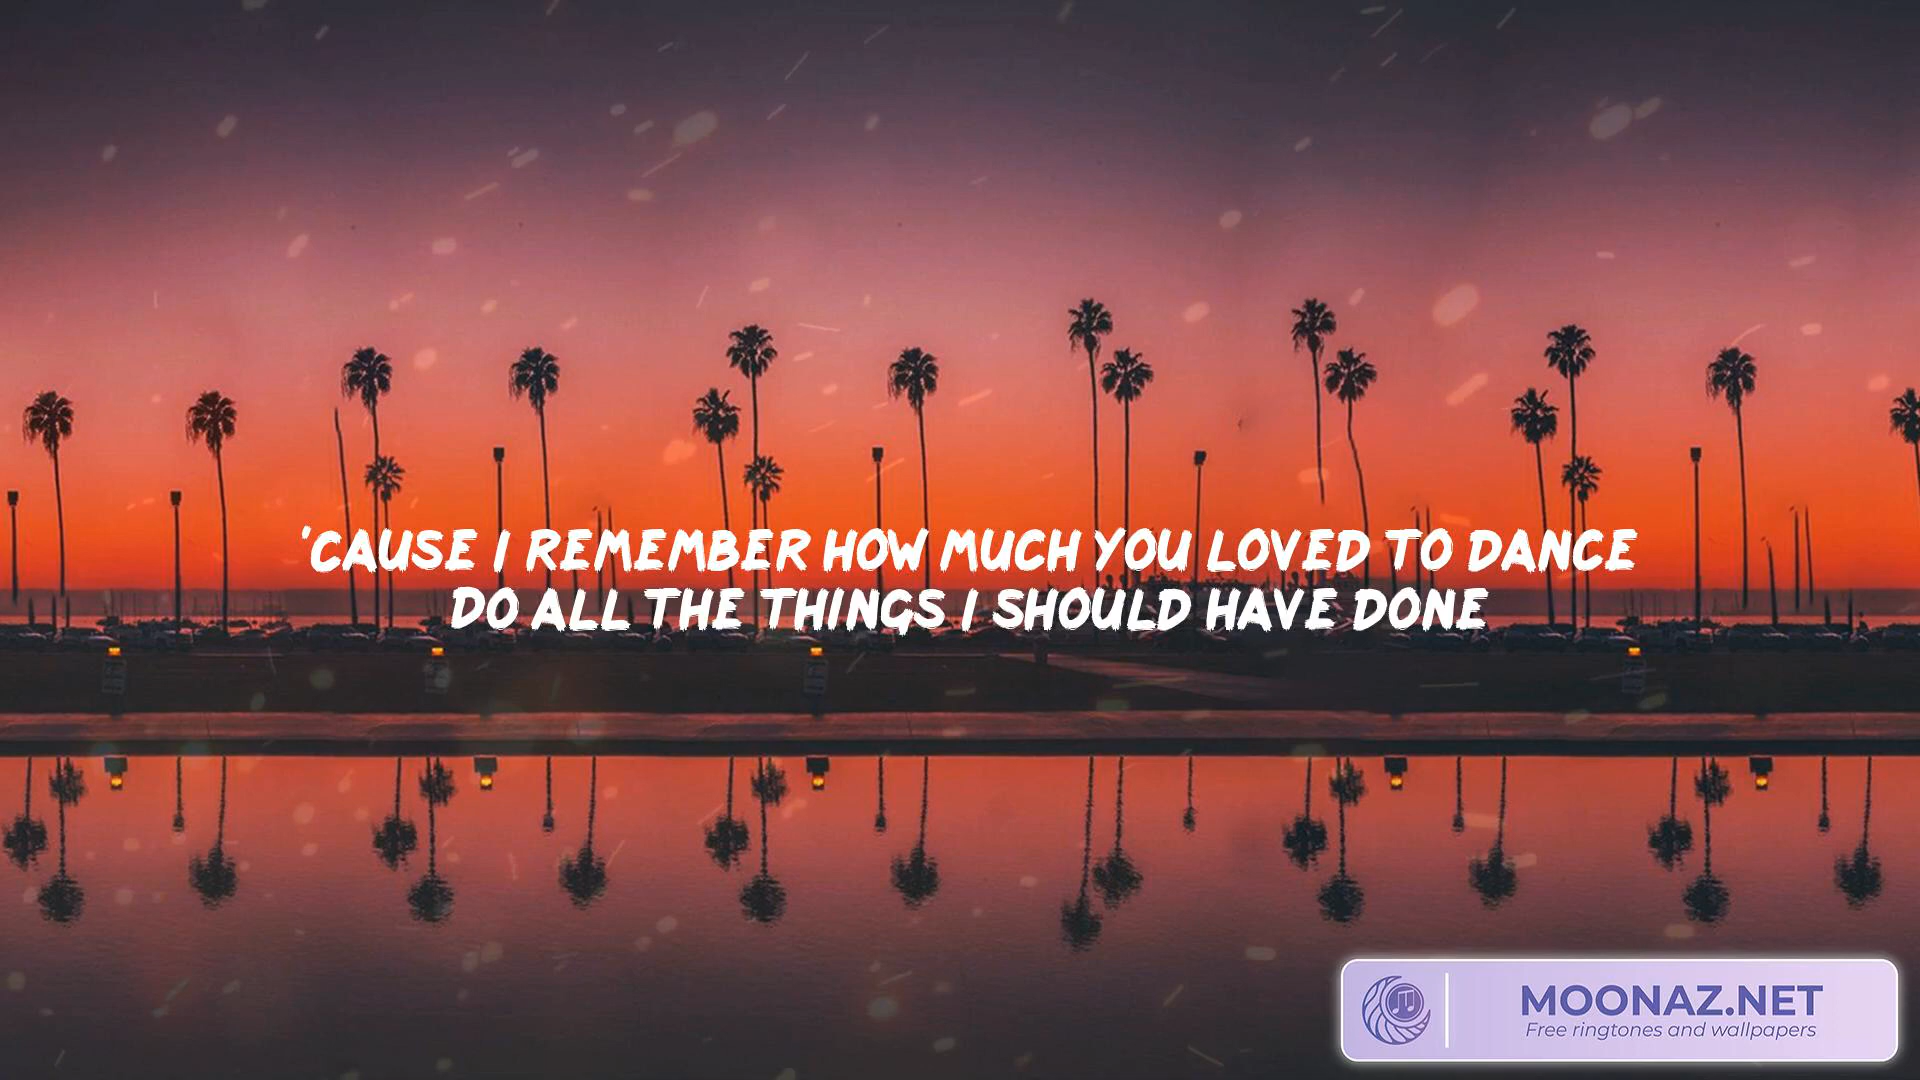 'CAUSE I REMEMBER HOW MUCH YOU LOVED TO DANCE
DO ALL THE THINGS I SHOULD HAVE DONE
MOONAZ.NET
Free ringtones and wallpapers